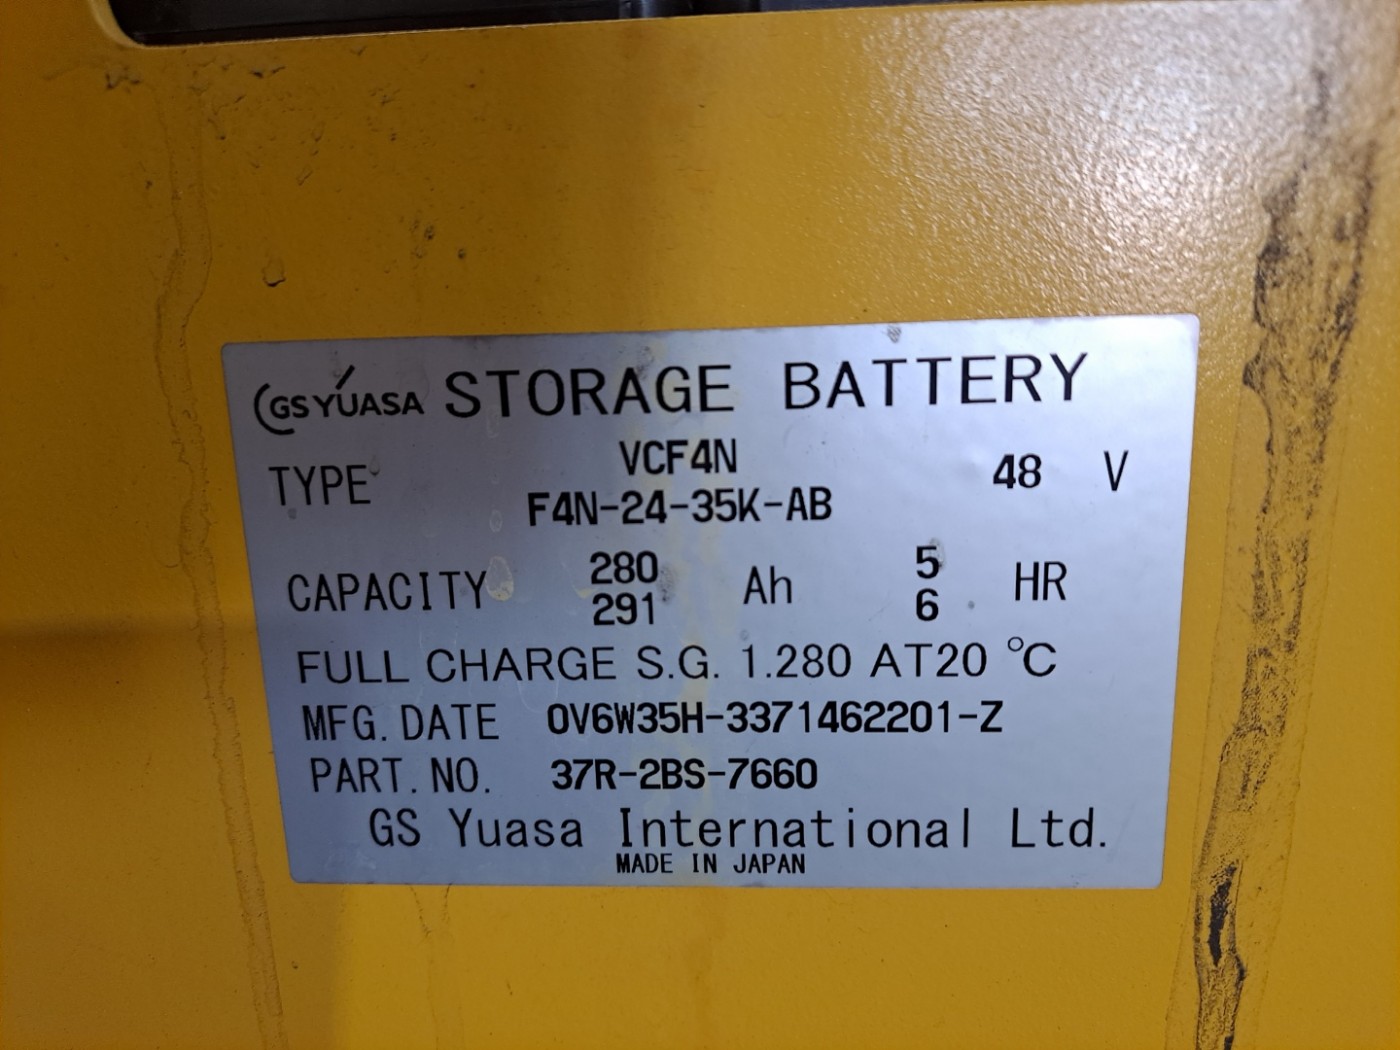 GS YUASA STORAGE BATTERY
TYPE VCF4N 48 V
F4N-24-35K-AB
CAPACITY 280 Ah 5 HR
291 6
FULL CHARGE S.G. 1.280 AT20 ℃
MFG. DATE 0V6W35H-3371462201-Z
PART. NO. 37R-2BS-7660
GS Yuasa International Ltd.
MADE IN JAPAN